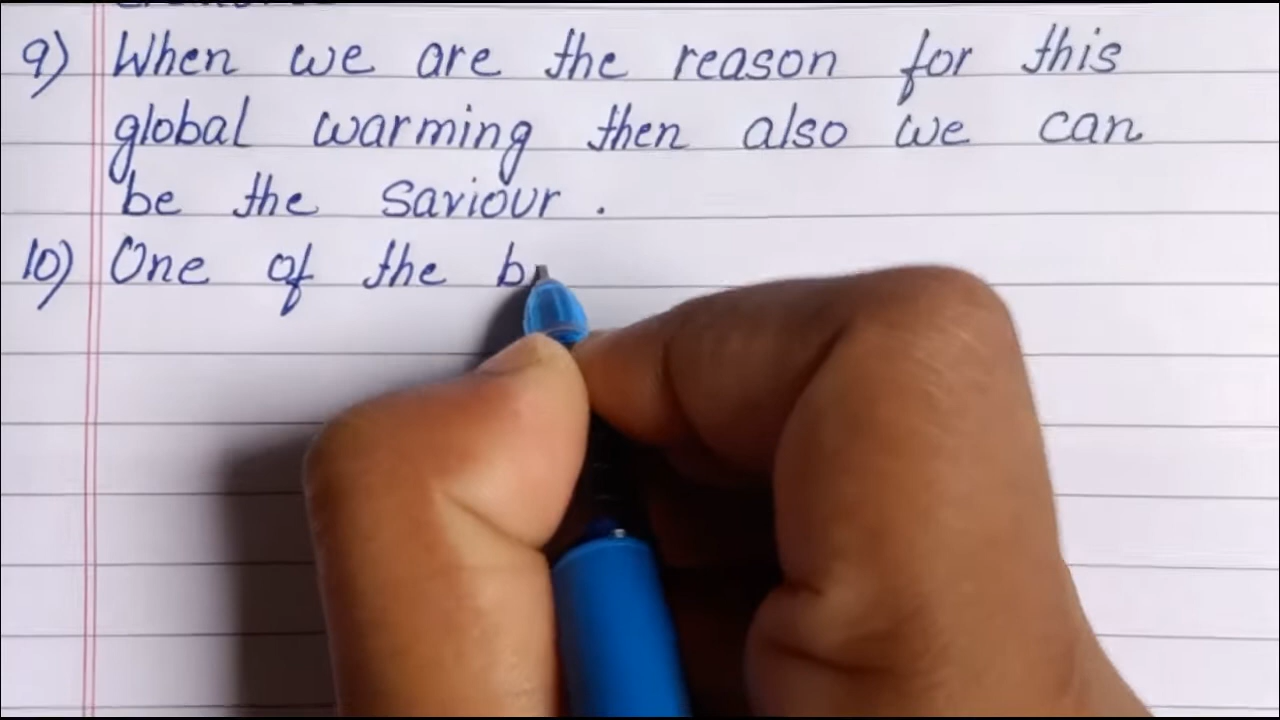 9) When we are the reason for this
global warming then also we can
be the saviour .
10) One of the